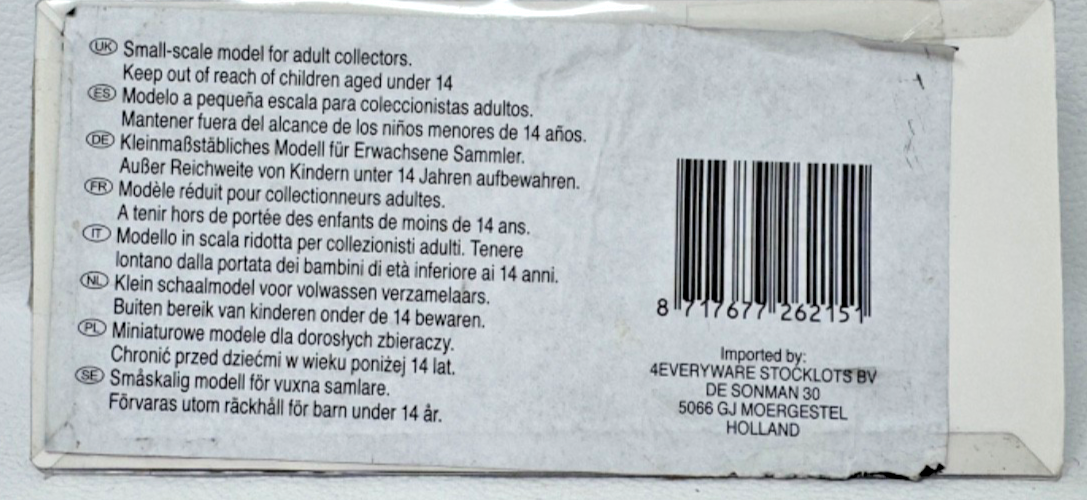 UK Small-scale model for adult collectors.
Keep out of reach of children aged under 14
ES Modelo a pequeña escala para coleccionistas adultos.
Mantener fuera del alcance de los niños menores de 14 años.
DE Kleinmaßstäbliches Modell für Erwachsene Sammler.
Außer Reichweite von Kindern unter 14 Jahren aufbewahren.
FR Modèle réduit pour collectionneurs adultes.
A tenir hors de portée des enfants de moins de 14 ans.
IT Modello in scala ridotta per collezionisti adulti. Tenere
lontano dalla portata dei bambini di età inferiore ai 14 anni.
NL Klein schaalmodel voor volwassen verzamelaars.
Buiten bereik van kinderen onder de 14 bewaren.
PL Miniaturowe modele dla dorosłych zbieraczy.
Chronić przed dziećmi w wieku poniżej 14 lat.
SE Småskalig modell för vuxna samlare.
Förvaras utom räckhåll för barn under 14 år.
8 717677 262151
Imported by:
4EVERYWARE STOCKLOTS BV
DE SONMAN 30
5066 GJ MOERGESTEL
HOLLAND